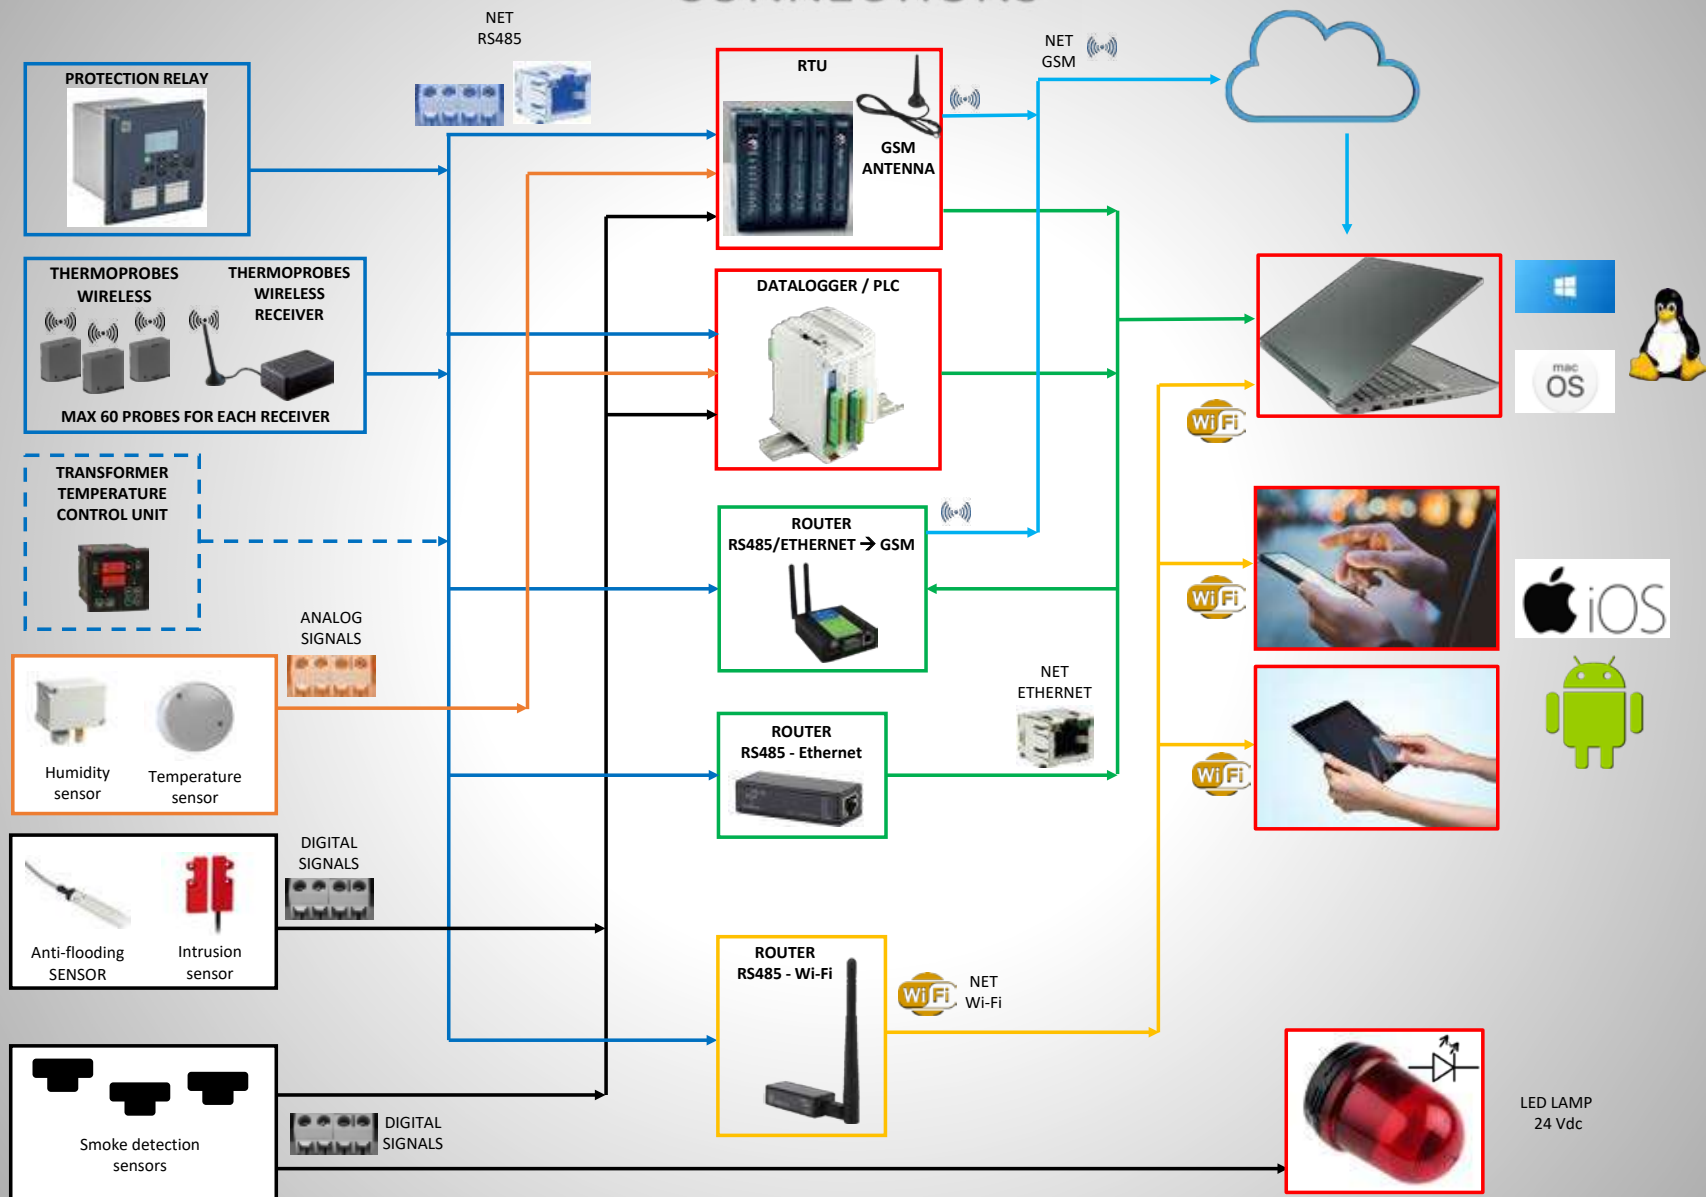 NET
RS485
PROTECTION RELAY
RTU
GSM
ANTENNA
NET
GSM
THERMOPROBES
WIRELESS
THERMOPROBES
WIRELESS
RECEIVER
MAX 60 PROBES FOR EACH RECEIVER
DATALOGGER / PLC
mac
OS
Wi Fi
TRANSFORMER
TEMPERATURE
CONTROL UNIT
ROUTER
RS485/ETHERNET → GSM
Wi Fi
iOS
ANALOG
SIGNALS
Humidity
sensor
Temperature
sensor
NET
ETHERNET
ROUTER
RS485 - Ethernet
Wi Fi
DIGITAL
SIGNALS
Anti-flooding
SENSOR
Intrusion
sensor
ROUTER
RS485 - Wi-Fi
Wi Fi
NET
Wi-Fi
Smoke detection
sensors
DIGITAL
SIGNALS
LED LAMP
24 Vdc